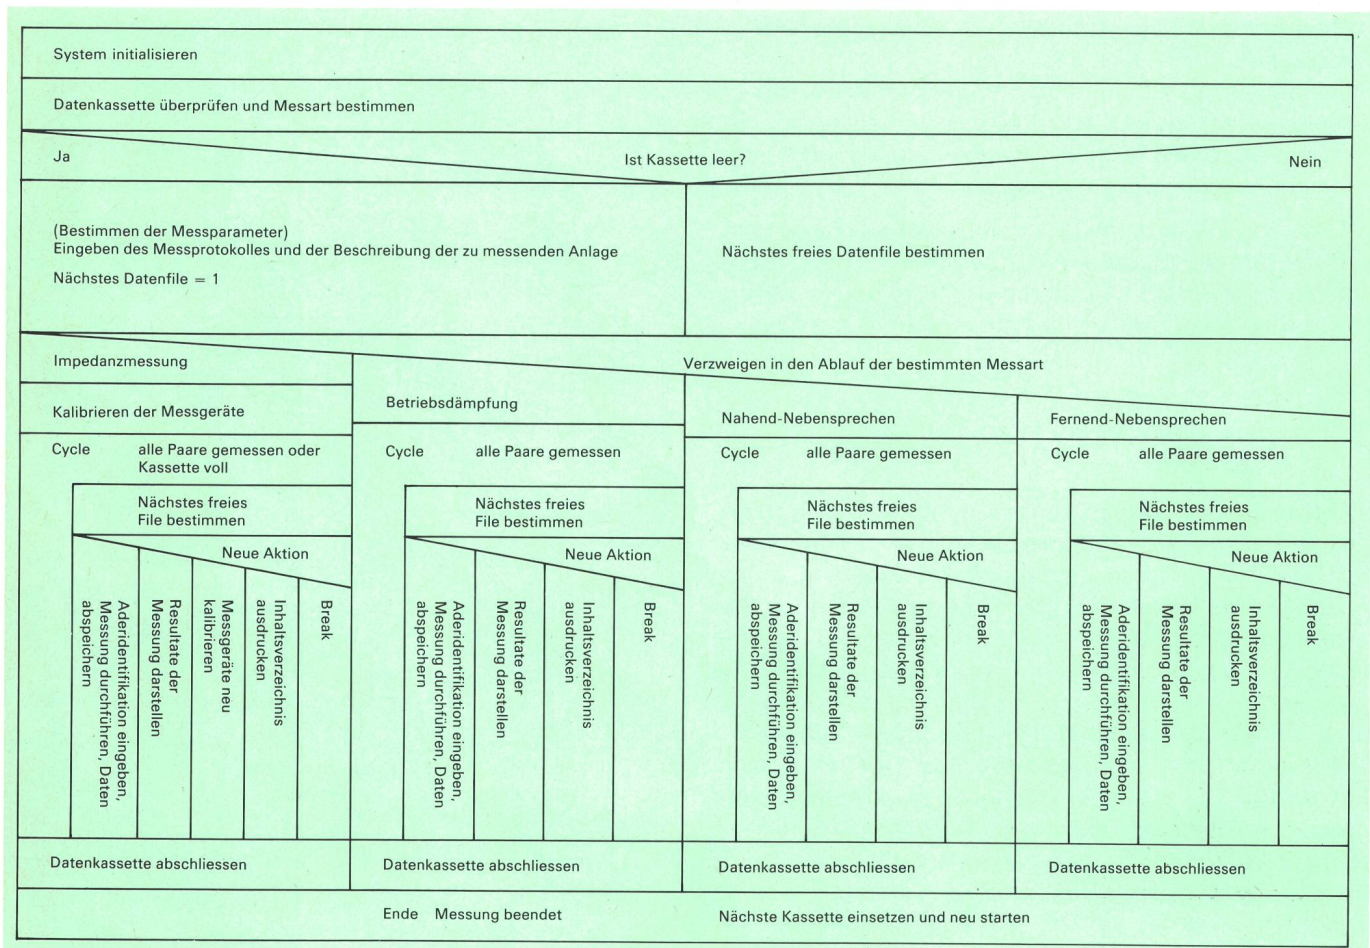 System initialisieren
Datenkassette überprüfen und Messart bestimmen
Ja
Ist Kassette leer?
Nein
(Bestimmen der Messparameter)
Eingeben des Messprotokolles und der Beschreibung der zu messenden Anlage
Nächstes Datenfile = 1
Nächstes freies Datenfile bestimmen
Verzweigen in den Ablauf der bestimmten Messart
Impedanzmessung
Kalibrieren der Messgeräte
Cycle
alle Paare gemessen oder
Kassette voll
Nächstes freies
File bestimmen
Neue Aktion
Aderidentifikation eingeben,
Messung durchführen, Daten
abspeichern
Resultate der
Messung darstellen
Messgeräte neu
kalibrieren
Inhaltsverzeichnis
ausdrucken
Break
Datenkassette abschliessen
Betriebsdämpfung
Cycle
alle Paare gemessen
Nächstes freies
File bestimmen
Neue Aktion
Aderidentifikation eingeben,
Messung durchführen, Daten
abspeichern
Resultate der
Messung darstellen
Inhaltsverzeichnis
ausdrucken
Break
Datenkassette abschliessen
Nahend-Nebensprechen
Cycle
alle Paare gemessen
Nächstes freies
File bestimmen
Neue Aktion
Aderidentifikation eingeben,
Messung durchführen, Daten
abspeichern
Resultate der
Messung darstellen
Inhaltsverzeichnis
ausdrucken
Break
Datenkassette abschliessen
Fernend-Nebensprechen
Cycle
alle Paare gemessen
Nächstes freies
File bestimmen
Neue Aktion
Aderidentifikation eingeben,
Messung durchführen, Daten
abspeichern
Resultate der
Messung darstellen
Inhaltsverzeichnis
ausdrucken
Break
Datenkassette abschliessen
Ende Messung beendet
Nächste Kassette einsetzen und neu starten